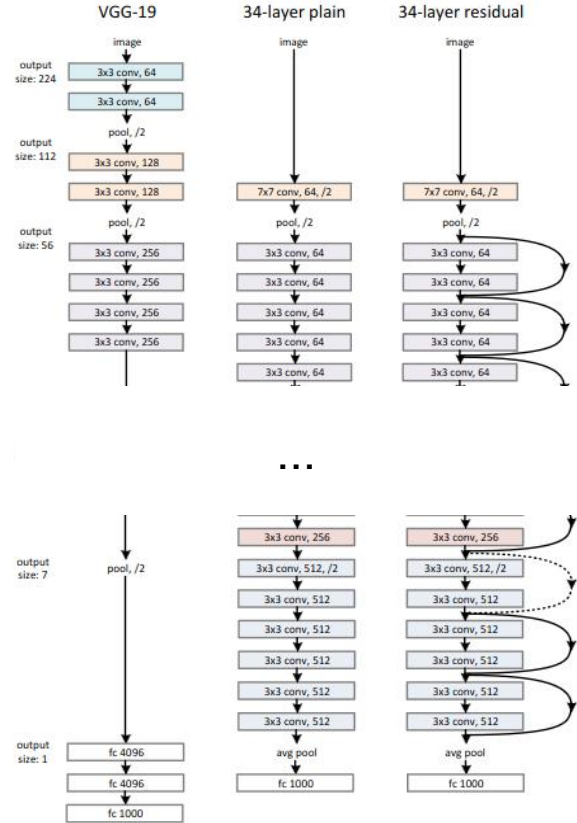 VGG-19
34-layer plain
34-layer residual
image
image
image
output
size: 224
3x3 conv, 64
3x3 conv, 64
pool, /2
output
size: 112
3x3 conv, 128
3x3 conv, 128
7x7 conv, 64, /2
7x7 conv, 64, /2
pool, /2
pool, /2
pool, /2
output
size: 56
3x3 conv, 256
3x3 conv, 64
3x3 conv, 64
3x3 conv, 256
3x3 conv, 64
3x3 conv, 64
3x3 conv, 256
3x3 conv, 64
3x3 conv, 64
3x3 conv, 256
3x3 conv, 64
3x3 conv, 64
3x3 conv, 64
3x3 conv, 64
...
3x3 conv, 256
3x3 conv, 256
output
size: 7
pool, /2
3x3 conv, 512, /2
3x3 conv, 512, /2
3x3 conv, 512
3x3 conv, 512
3x3 conv, 512
3x3 conv, 512
3x3 conv, 512
3x3 conv, 512
3x3 conv, 512
3x3 conv, 512
3x3 conv, 512
3x3 conv, 512
output
size: 1
fc 4096
avg pool
avg pool
fc 4096
fc 1000
fc 1000
fc 1000